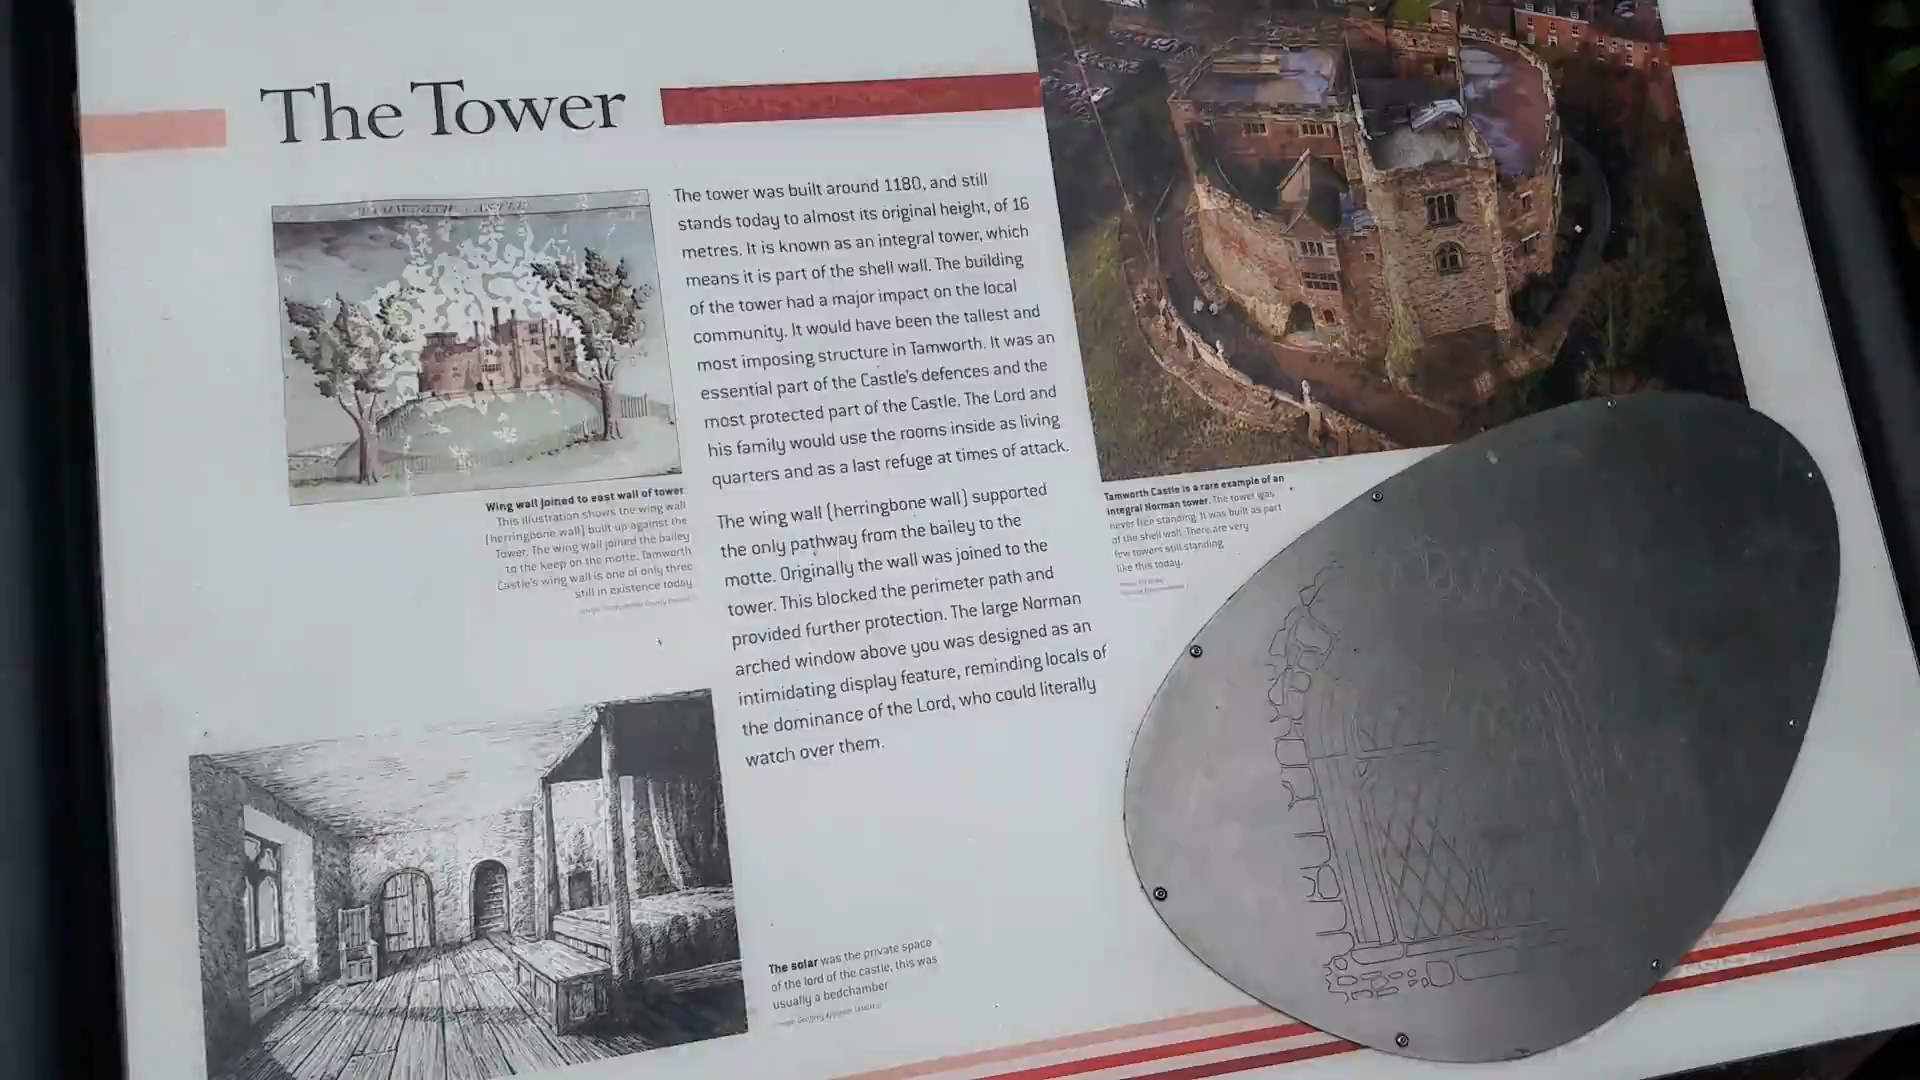 The Tower
The tower was built around 1180, and still
stands today to almost its original height, of 16
metres. It is known as an integral tower, which
means it is part of the shell wall. The building
of the tower had a major impact on the local
community. It would have been the tallest and
most imposing structure in Tamworth. It was an
essential part of the Castle's defences and the
most protected part of the Castle. The Lord and
his family would use the rooms inside as living
quarters and as a last refuge at times of attack.
The wing wall (herringbone wall) supported
the only pathway from the bailey to the
motte. Originally the wall was joined to the
tower. This blocked the perimeter path and
provided further protection. The large Norman
arched window above you was designed as an
intimidating display feature, reminding locals of
the dominance of the Lord, who could literally
watch over them.
Wing wall joined to east wall of tower.
This illustration shows the wing wall
(herringbone wall) built up against the
Tower. The wing wall joined the bailey
to the keep on the motte. Tamworth
Castle's wing wall is one of only three
still in existence today
Tamworth Castle is a rare example of an
integral Norman tower. The tower was
never free standing. It was built as part
of the shell wall. There are very
few towers still standing
like this today.
The solar was the private space
of the lord of the castle, this was
usually a bedchamber